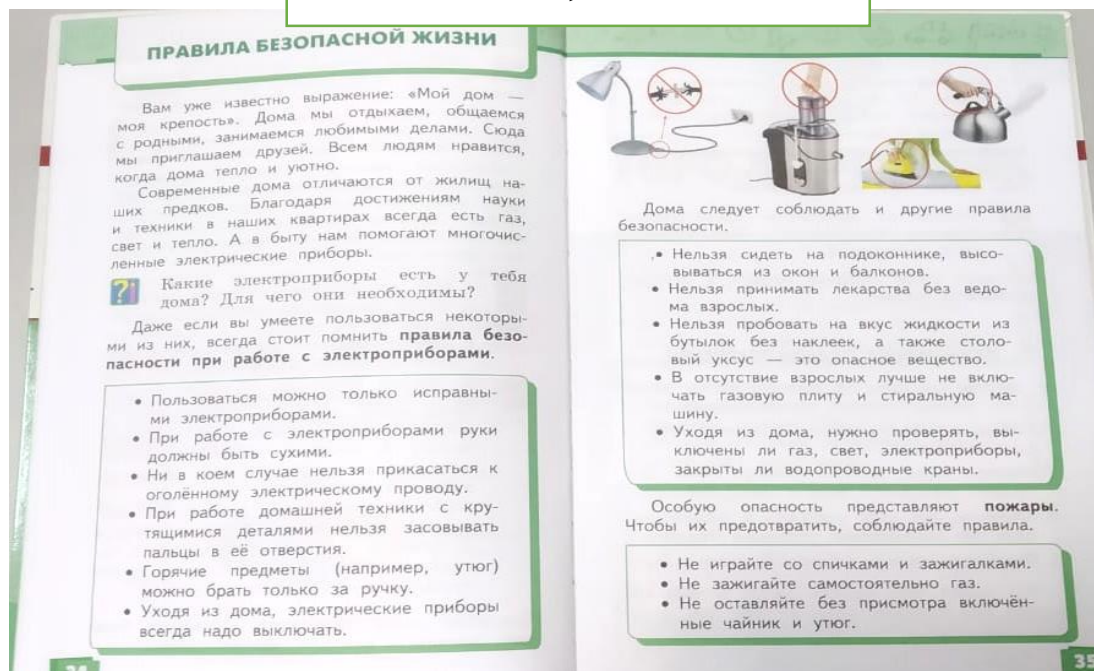 ПРАВИЛА БЕЗОПАСНОЙ ЖИЗНИ
Вам уже известно выражение: «Мой дом —
моя крепость». Дома мы отдыхаем, общаемся
с родными, занимаемся любимыми делами. Сюда
мы приглашаем друзей. Всем людям нравится,
когда дома тепло и уютно.
Современные дома отличаются от жилищ на-
ших предков. Благодаря достижениям науки
и техники в наших квартирах всегда есть газ,
свет и тепло. А в быту нам помогают многочис-
ленные электрические приборы.
Какие электроприборы есть у тебя
дома? Для чего они необходимы?
Даже если вы умеете пользоваться некоторы-
ми из них, всегда стоит помнить правила безо-
пасности при работе с электроприборами.
• Пользоваться можно только исправны-
ми электроприборами.
• При работе с электроприборами руки
должны быть сухими.
• Ни в коем случае нельзя прикасаться к
оголённому электрическому проводу.
• При работе домашней техники с кру-
тящимися деталями нельзя засовывать
пальцы в её отверстия.
• Горячие предметы (например, утюг)
можно брать только за ручку.
• Уходя из дома, электрические приборы
всегда надо выключать.
Дома следует соблюдать и другие правила
безопасности.
• Нельзя сидеть на подоконнике, высо-
вываться из окон и балконов.
• Нельзя принимать лекарства без ведо-
ма взрослых.
• Нельзя пробовать на вкус жидкости из
бутылок без наклеек, а также столо-
вый уксус — это опасное вещество.
• В отсутствие взрослых лучше не вклю-
чать газовую плиту и стиральную ма-
шину.
• Уходя из дома, нужно проверять, вы-
ключены ли газ, свет, электроприборы,
закрыты ли водопроводные краны.
Особую опасность представляют пожары.
Чтобы их предотвратить, соблюдайте правила.
• Не играйте со спичками и зажигалками.
• Не зажигайте самостоятельно газ.
• Не оставляйте без присмотра включён-
ные чайник и утюг.
35